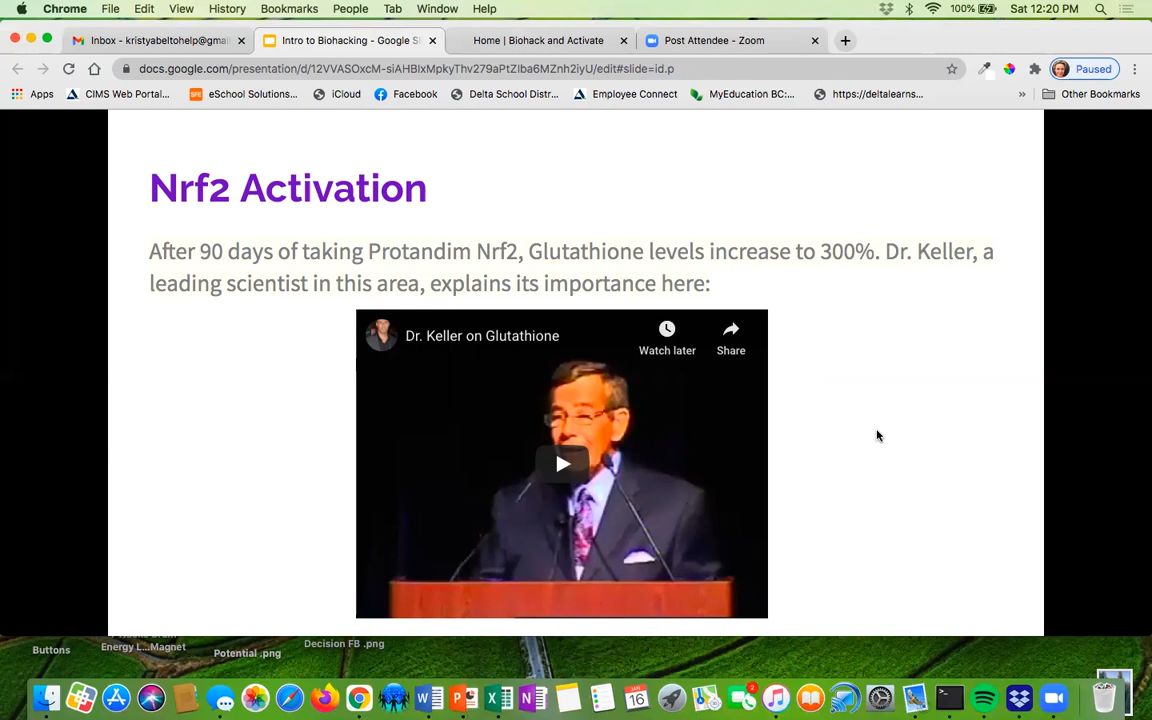 Chrome File Edit View History Bookmarks People Tab Window Help 100% Sat 12:20 PM
Inbox - kristyabeltohelp@gmai Intro to Biohacking - Google Sl Home | Biohack and Activate Post Attendee - Zoom
docs.google.com/presentation/d/12VVASOxcM-siAHBIxMpkyThv279aPtZIba6MZnh2iyU/edit#slide=id.p Paused
Apps CIMS Web Portal... SFE eSchool Solutions... iCloud Facebook Delta School Distr... Employee Connect MyEducation BC:... https://deltalearns... » Other Bookmarks
Nrf2 Activation
After 90 days of taking Protandim Nrf2, Glutathione levels increase to 300%. Dr. Keller, a
leading scientist in this area, explains its importance here:
Dr. Keller on Glutathione
Watch later Share
Buttons Energy L...Magnet Potential .png Decision FB .png
JAN
16
2